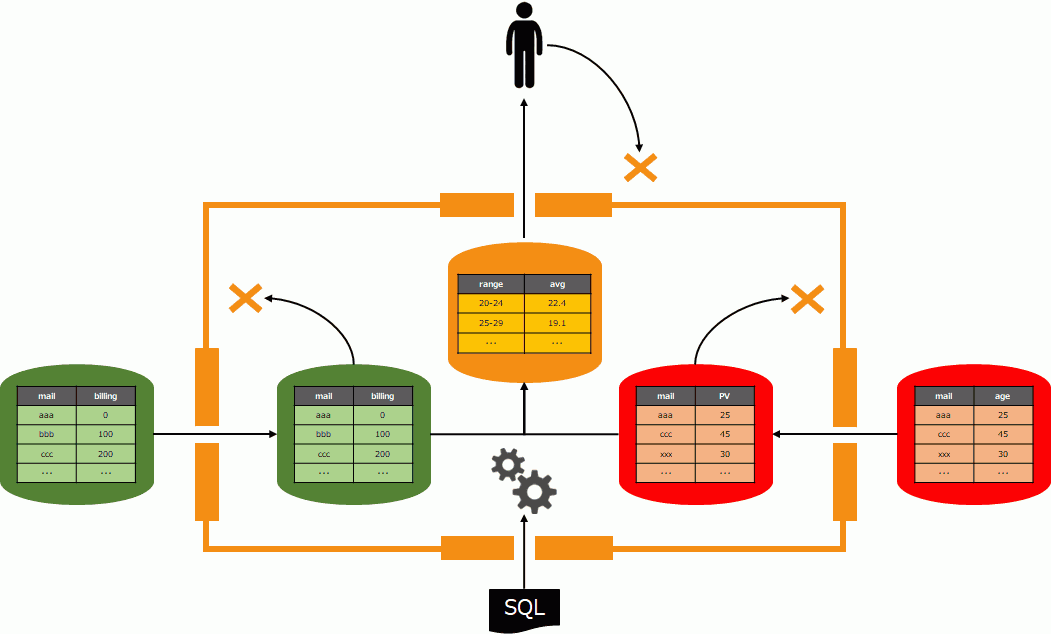 range avg
20-24 22.4
25-29 19.1
... ...
mail billing
aaa 0
bbb 100
ccc 200
... ...
mail billing
aaa 0
bbb 100
ccc 200
... ...
mail PV
aaa 25
ccc 45
xxx 30
... ...
mail age
aaa 25
ccc 45
xxx 30
... ...
SQL